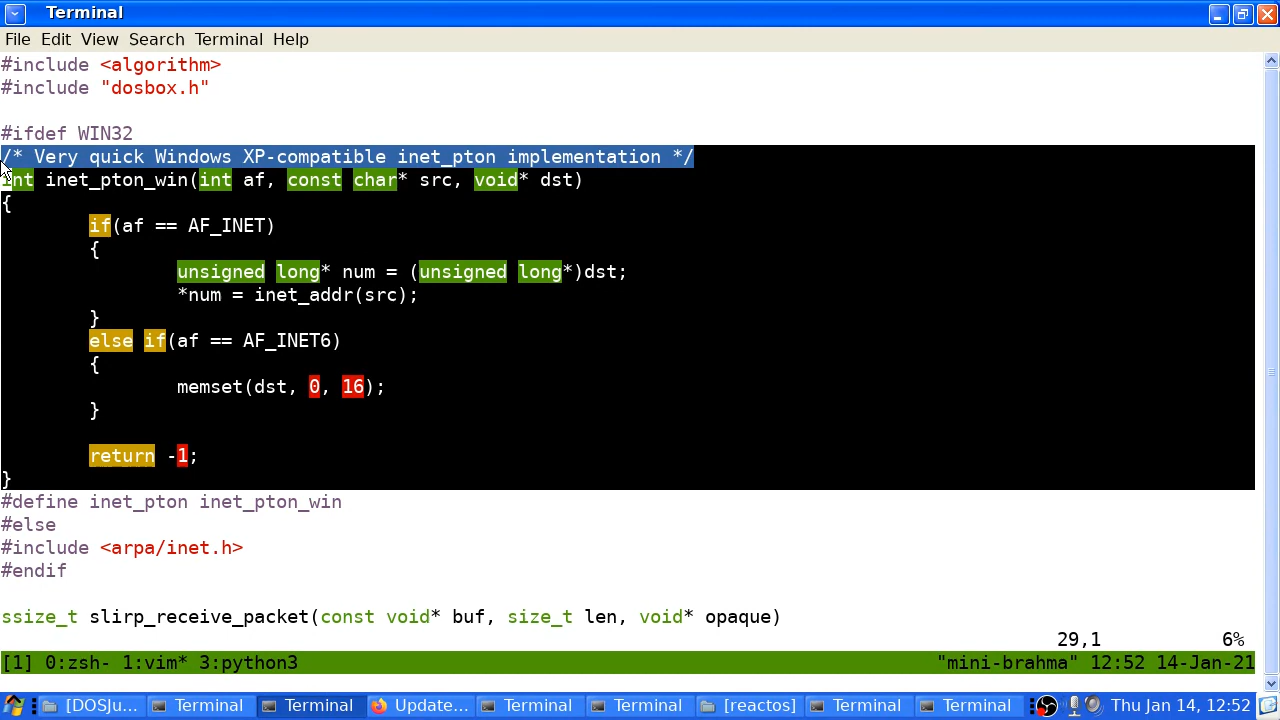 Terminal
File Edit View Search Terminal Help
#include <algorithm>
#include "dosbox.h"
#ifdef WIN32
/* Very quick Windows XP-compatible inet_pton implementation */
int inet_pton_win(int af, const char* src, void* dst)
{
if(af == AF_INET)
{
unsigned long* num = (unsigned long*)dst;
*num = inet_addr(src);
}
else if(af == AF_INET6)
{
memset(dst, 0, 16);
}
return -1;
}
#define inet_pton inet_pton_win
#else
#include <arpa/inet.h>
#endif
ssize_t slirp_receive_packet(const void* buf, size_t len, void* opaque)
29,1 6%
[1] 0:zsh- 1:vim* 3:python3 "mini-brahma" 12:52 14-Jan-21
[DOSJu... Terminal Terminal Update... Terminal Terminal [reactos] Terminal Terminal Thu Jan 14, 12:52